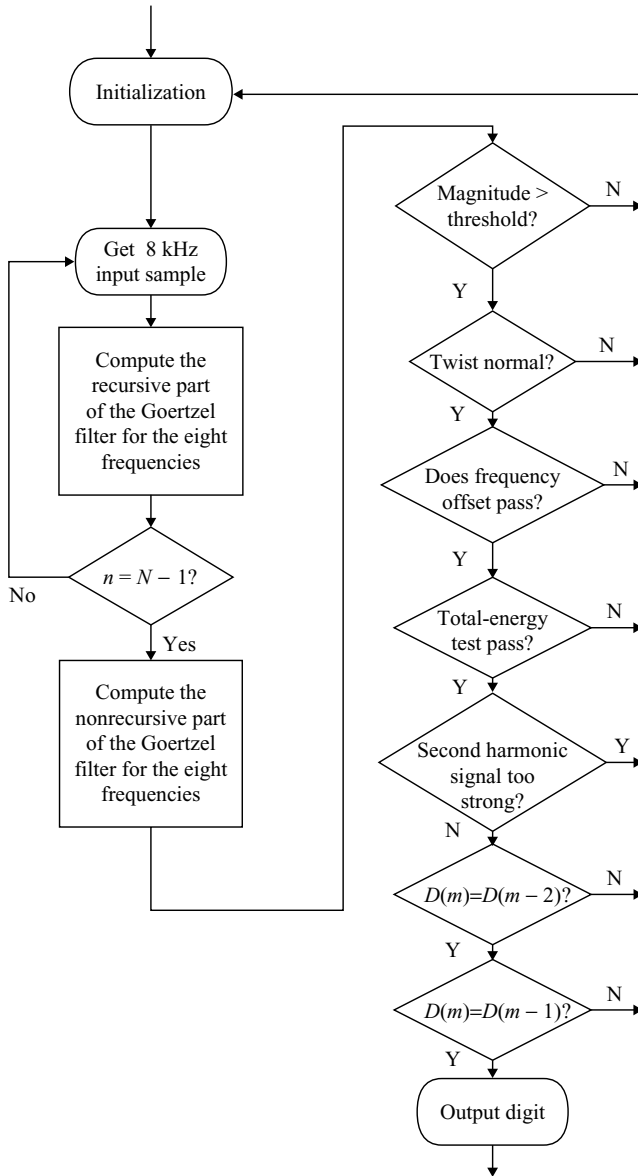 Initialization
Get 8 kHz
input sample
Compute the
recursive part
of the Goertzel
filter for the eight
frequencies
n = N − 1?
No
Yes
Compute the
nonrecursive part
of the Goertzel
filter for the eight
frequencies
Magnitude >
threshold?
N
Y
Twist normal?
N
Y
Does frequency
offset pass?
N
Y
Total-energy
test pass?
N
Y
Second harmonic
signal too
strong?
Y
N
D(m)=D(m − 2)?
N
Y
D(m)=D(m − 1)?
N
Y
Output digit